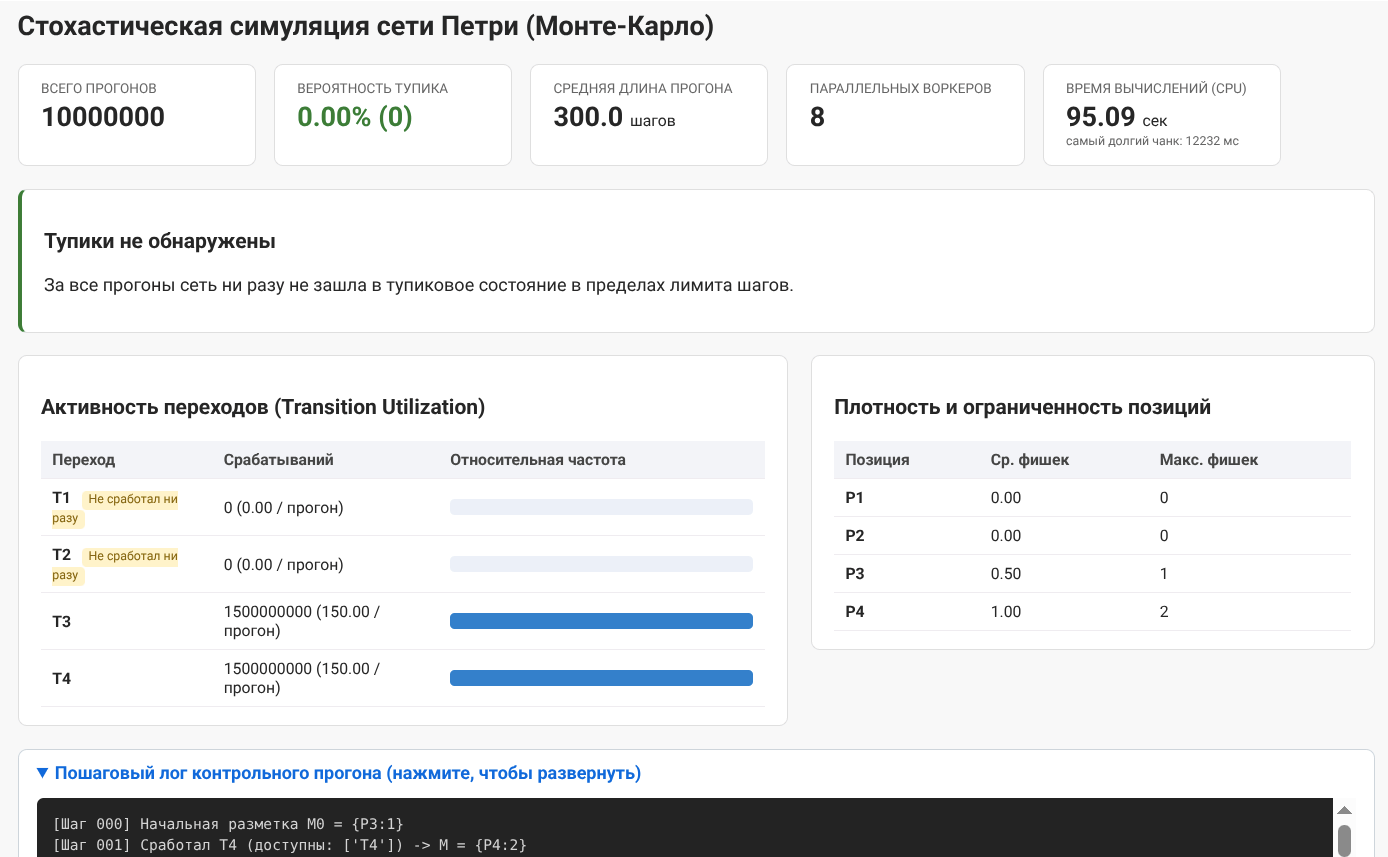 Стохастическая симуляция сети Петри (Монте-Карло)
ВСЕГО ПРОГОНОВ
10000000
ВЕРОЯТНОСТЬ ТУПИКА
0.00% (0)
СРЕДНЯЯ ДЛИНА ПРОГОНА
300.0 шагов
ПАРАЛЛЕЛЬНЫХ ВОРКЕРОВ
8
ВРЕМЯ ВЫЧИСЛЕНИЙ (CPU)
95.09 сек
самый долгий чанк: 12232 мс
Тупики не обнаружены
За все прогоны сеть ни разу не зашла в тупиковое состояние в пределах лимита шагов.
Активность переходов (Transition Utilization)
Переход Срабатываний Относительная частота
T1 Не сработал ни
разу
0 (0.00 / прогон)
T2 Не сработал ни
разу
0 (0.00 / прогон)
T3
1500000000 (150.00 /
прогон)
T4
1500000000 (150.00 /
прогон)
Плотность и ограниченность позиций
Позиция Ср. фишек Макс. фишек
P1 0.00 0
P2 0.00 0
P3 0.50 1
P4 1.00 2
▼ Пошаговый лог контрольного прогона (нажмите, чтобы развернуть)
[Шаг 000] Начальная разметка M0 = {P3:1}
[Шаг 001] Сработал T4 (доступны: ['T4']) -> M = {P4:2}